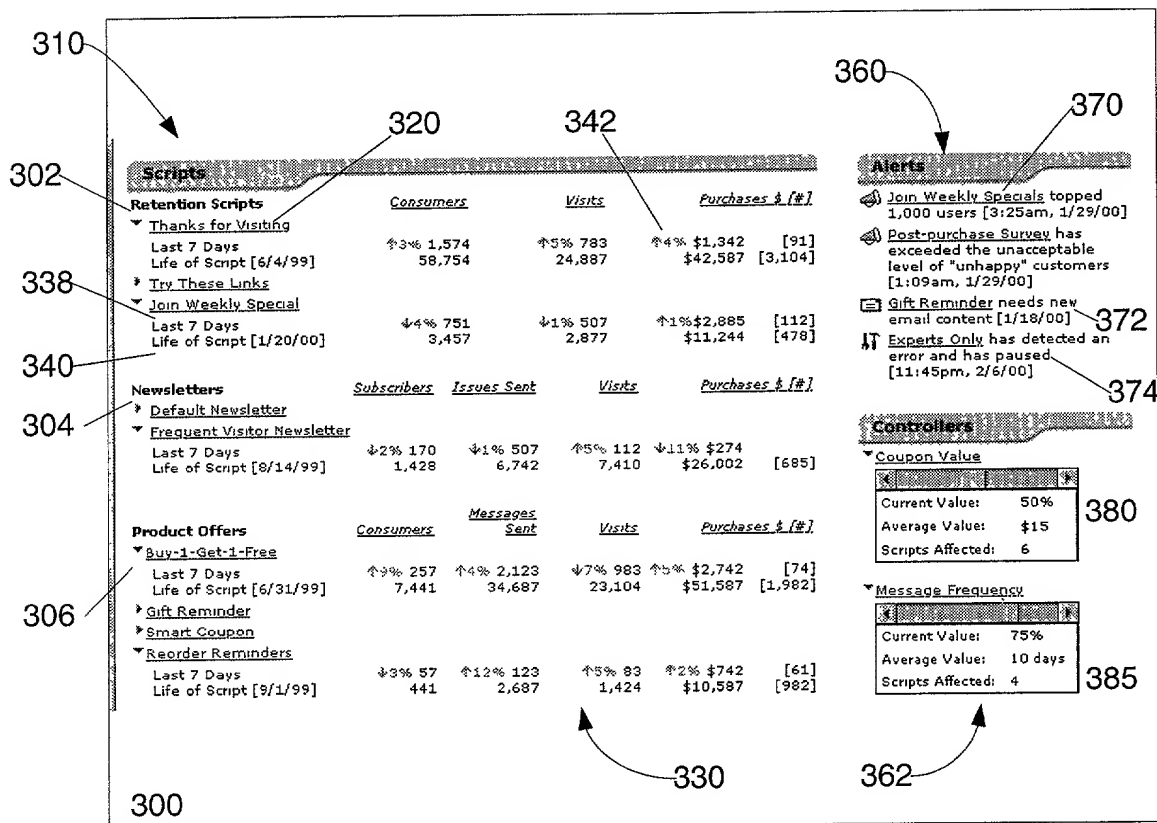 310
320
342
360
370
302
Scripts
Retention Scripts Consumers Visits Purchases $ [#]
Thanks for Visiting
Last 7 Days ↑3% 1,574 ↑5% 783 ↑4% $1,342 [91]
Life of Script [6/4/99] 58,754 24,887 $42,587 [3,104]
338
Try These Links
Join Weekly Special
Last 7 Days ↓4% 751 ↓1% 507 ↑1% $2,885 [112]
Life of Script [1/20/00] 3,457 2,877 $11,244 [478]
340
Newsletters Subscribers Issues Sent Visits Purchases $ [#]
304
Default Newsletter
Frequent Visitor Newsletter
Last 7 Days ↓2% 170 ↓1% 507 ↑5% 112 ↓11% $274
Life of Script [8/14/99] 1,428 6,742 7,410 $26,002 [685]
Product Offers Consumers Messages Sent Visits Purchases $ [#]
Buy-1-Get-1-Free
Last 7 Days ↑9% 257 ↑4% 2,123 ↓7% 983 ↑5% $2,742 [74]
Life of Script [6/31/99] 7,441 34,687 23,104 $51,587 [1,982]
306
Gift Reminder
Smart Coupon
Reorder Reminders
Last 7 Days ↓3% 57 ↑12% 123 ↑5% 83 ↑2% $742 [61]
Life of Script [9/1/99] 441 2,687 1,424 $10,587 [982]
330
300
Alerts
Join Weekly Specials topped
1,000 users [3:25am, 1/29/00]
Post-purchase Survey has
exceeded the unacceptable
level of "unhappy" customers
[1:09am, 1/29/00]
Gift Reminder needs new
email content [1/18/00]
372
Experts Only has detected an
error and has paused
[11:45pm, 2/6/00]
374
Controllers
Coupon Value
Current Value: 50%
Average Value: $15
Scripts Affected: 6
380
Message Frequency
Current Value: 75%
Average Value: 10 days
Scripts Affected: 4
385
362